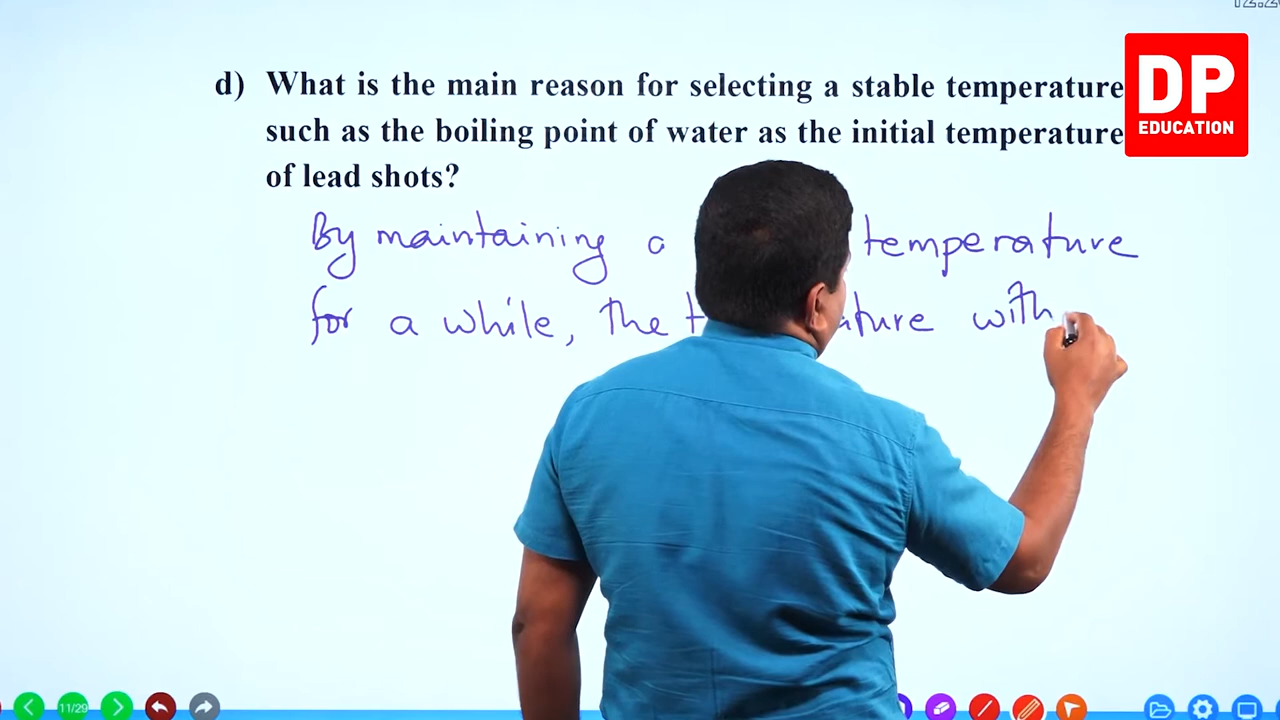 DP
EDUCATION
d) What is the main reason for selecting a stable temperature
such as the boiling point of water as the initial temperature
of lead shots?
By maintaining a temperature
for a while, the with
11/29